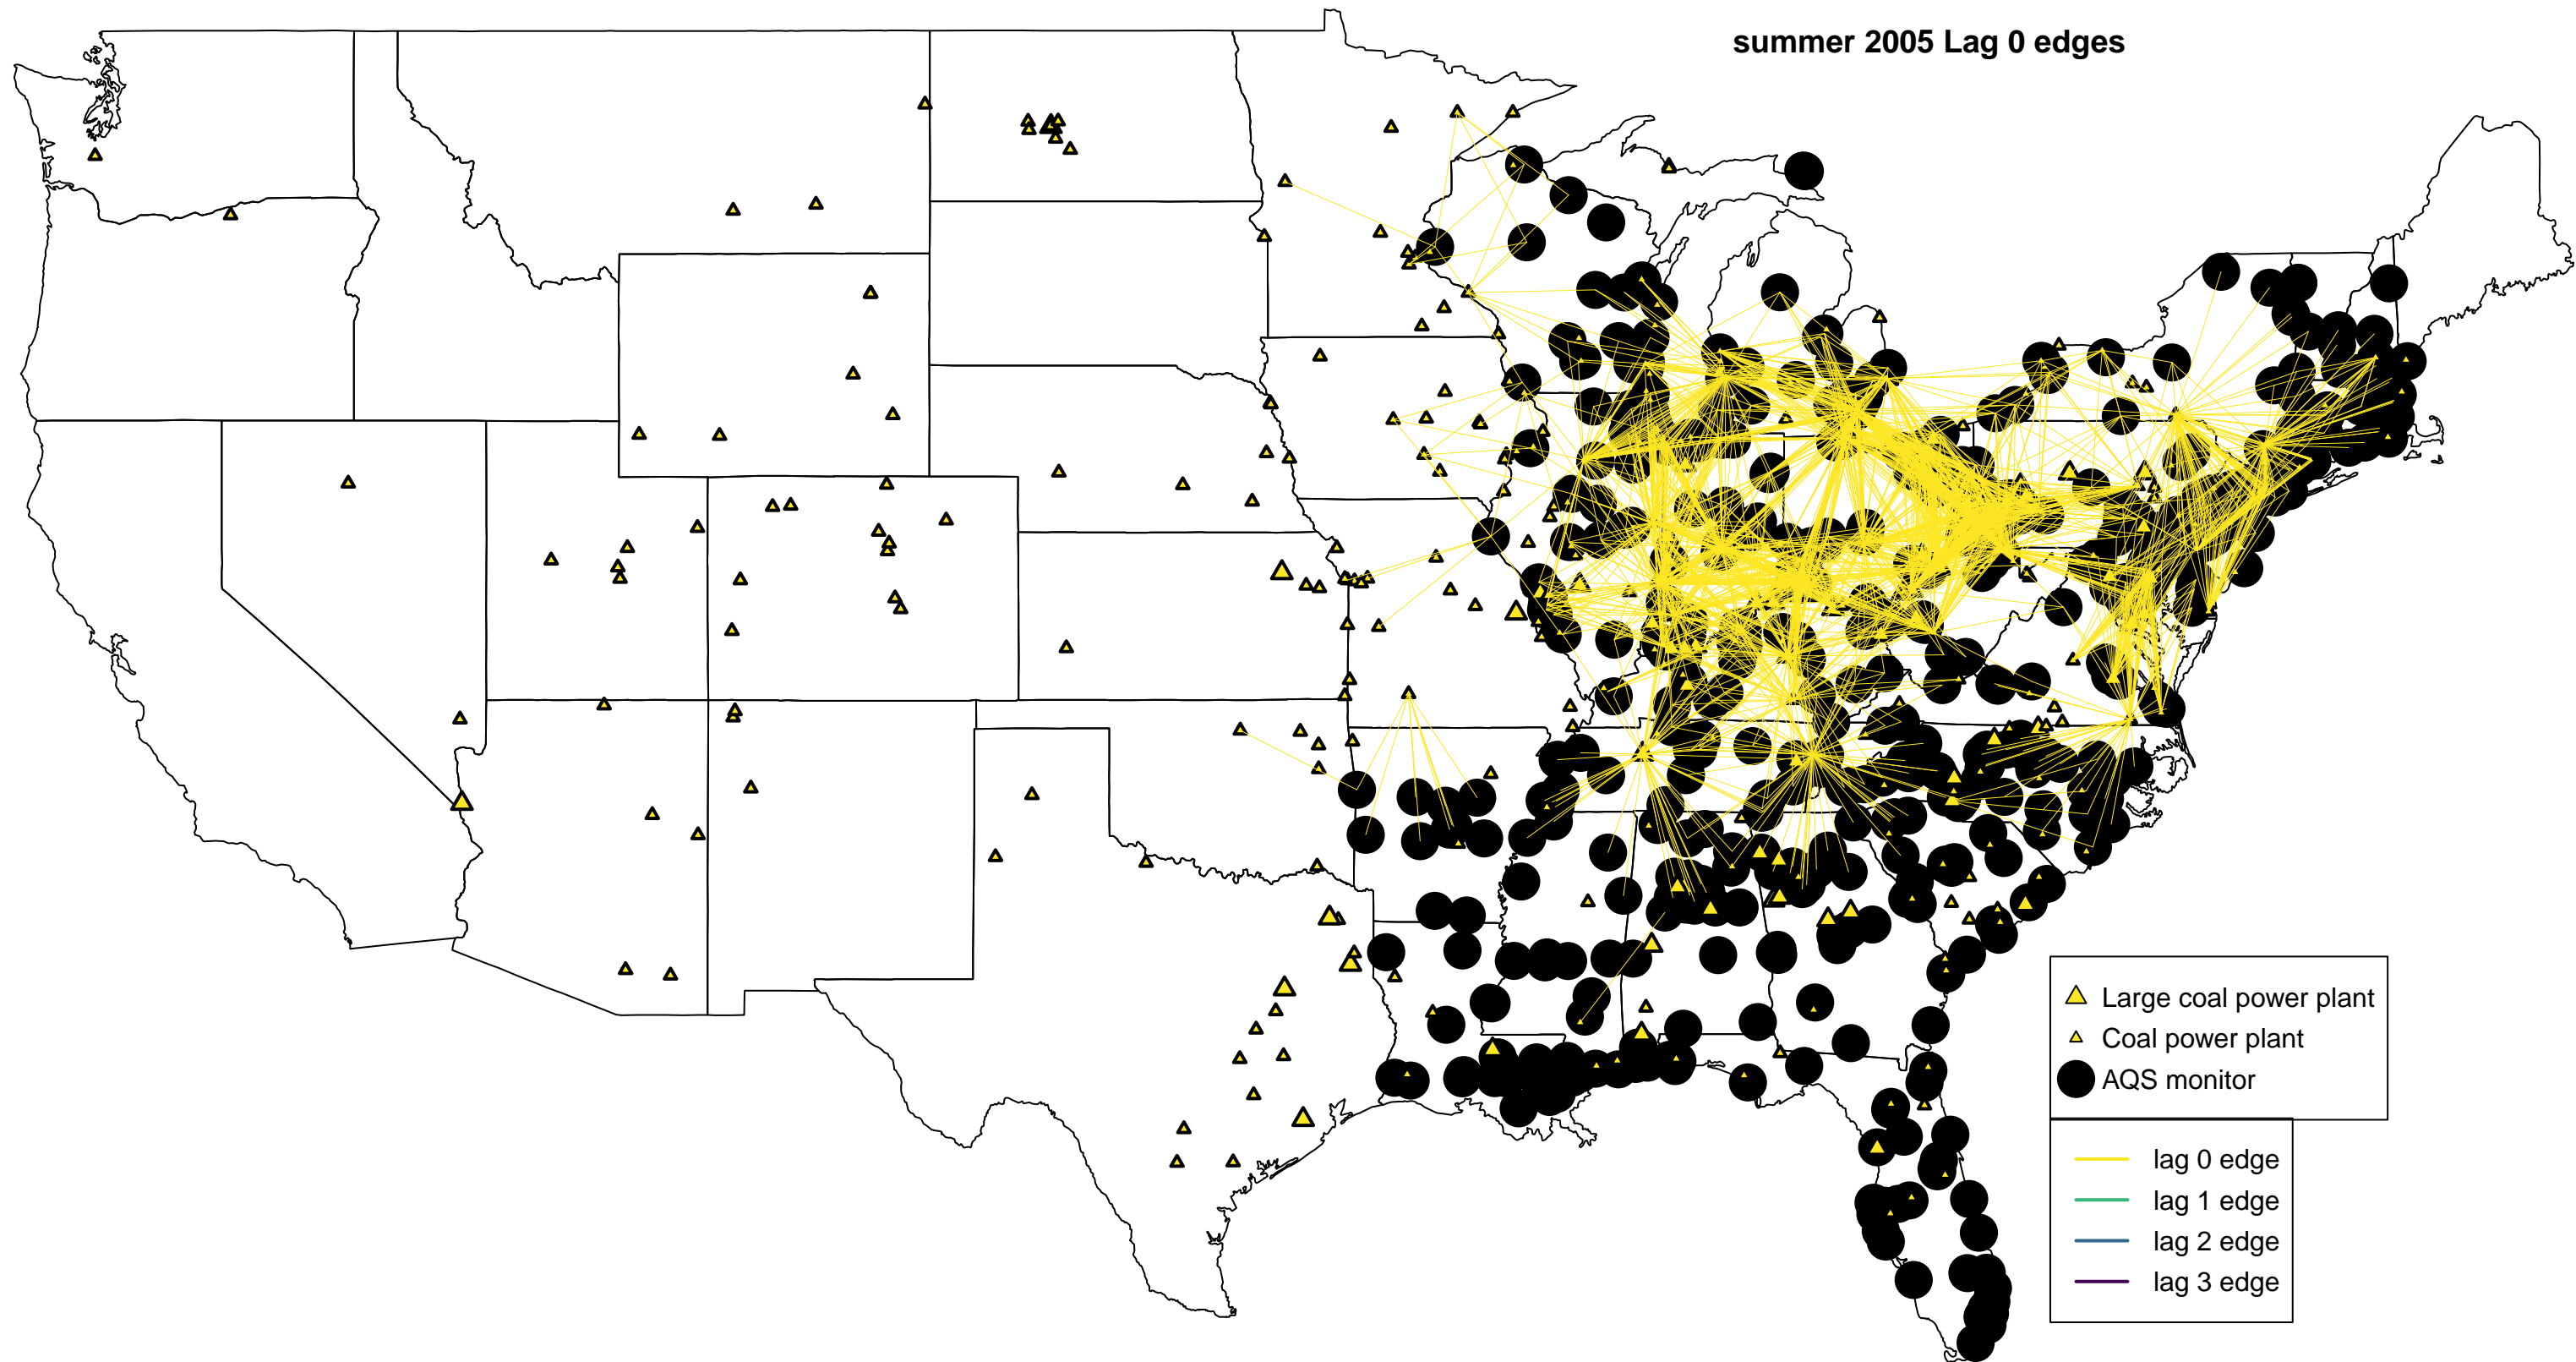 summer 2005 Lag 0 edges
Large coal power plant
Coal power plant
AQS monitor
lag 0 edge
lag 1 edge
lag 2 edge
lag 3 edge